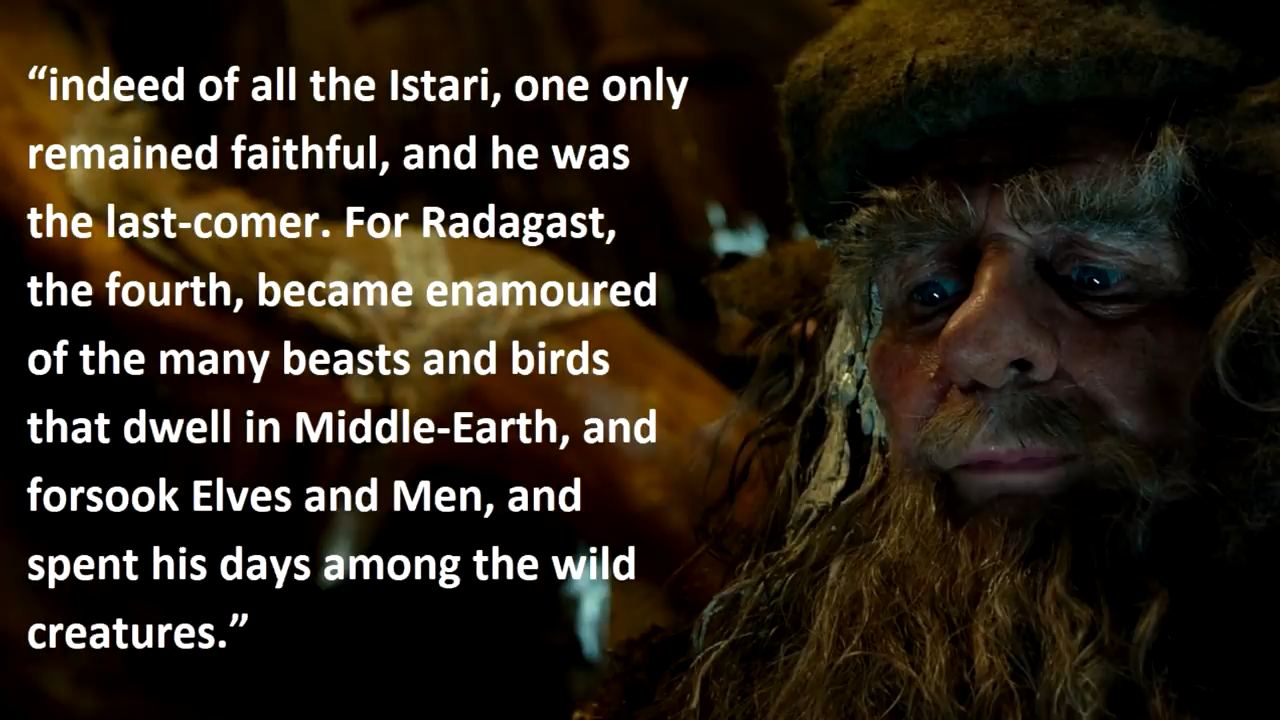 “indeed of all the Istari, one only
remained faithful, and he was
the last-comer. For Radagast,
the fourth, became enamoured
of the many beasts and birds
that dwell in Middle-Earth, and
forsook Elves and Men, and
spent his days among the wild
creatures.”